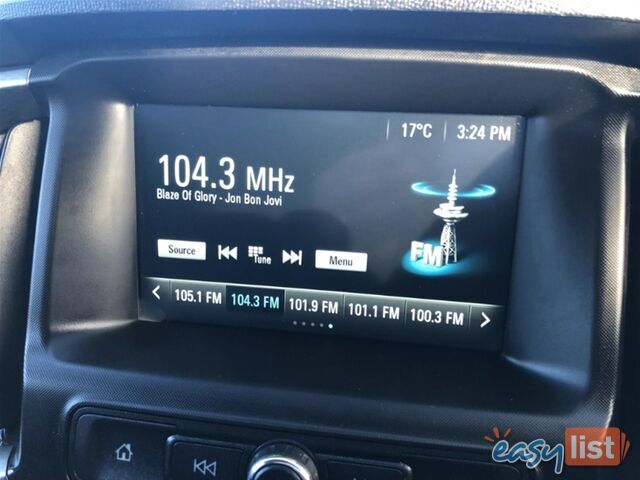 17°C 3:24 PM
104.3 MHz
Blaze Of Glory - Jon Bon Jovi
FM
Source Tune Menu
105.1 FM 104.3 FM 101.9 FM 101.1 FM 100.3 FM
easylist